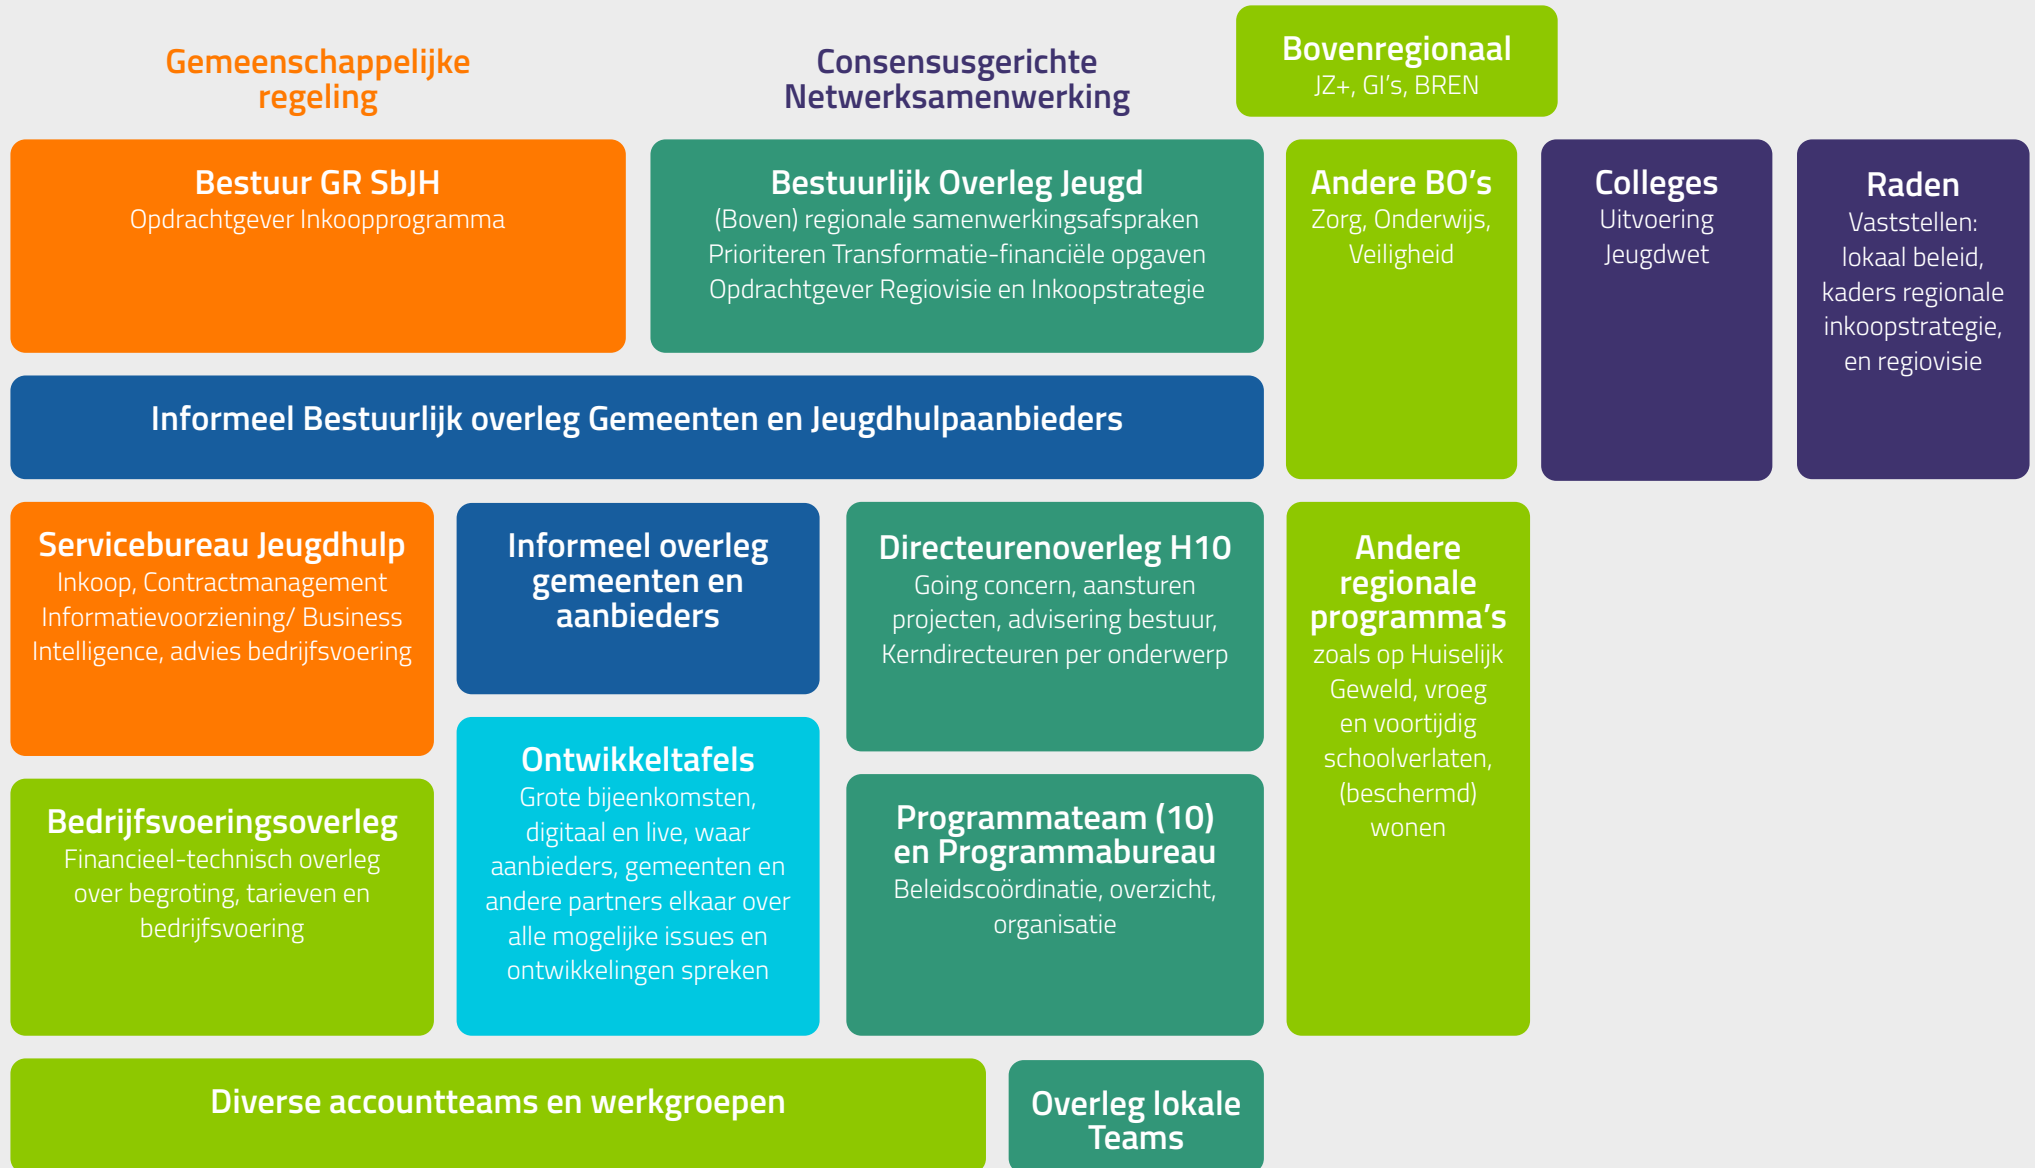 Gemeenschappelijke
regeling
Consensusgerichte
Netwerksamenwerking
Bovenregionaal
JZ+, GI's, BREN
Bestuur GR SbJH
Opdrachtgever Inkoopprogramma
Bestuurlijk Overleg Jeugd
(Boven) regionale samenwerkingsafspraken
Prioriteren Transformatie-financiële opgaven
Opdrachtgever Regiovisie en Inkoopstrategie
Andere BO's
Zorg, Onderwijs,
Veiligheid
Colleges
Uitvoering
Jeugdwet
Raden
Vaststellen:
lokaal beleid,
kaders regionale
inkoopstrategie,
en regiovisie
Informeel Bestuurlijk overleg Gemeenten en Jeugdhulpaanbieders
Servicebureau Jeugdhulp
Inkoop, Contractmanagement
Informatievoorziening/ Business
Intelligence, advies bedrijfsvoering
Informeel overleg
gemeenten en
aanbieders
Directeurenoverleg H10
Going concern, aansturen
projecten, advisering bestuur,
Kerndirecteuren per onderwerp
Andere
regionale
programma's
zoals op Huiselijk
Geweld, vroeg
en voortijdig
schoolverlaten,
(beschermd)
wonen
Bedrijfsvoeringsoverleg
Financieel-technisch overleg
over begroting, tarieven en
bedrijfsvoering
Ontwikkeltafels
Grote bijeenkomsten,
digitaal en live, waar
aanbieders, gemeenten en
andere partners elkaar over
alle mogelijke issues en
ontwikkelingen spreken
Programmateam (10)
en Programmabureau
Beleidscoördinatie, overzicht,
organisatie
Diverse accountteams en werkgroepen
Overleg lokale
Teams